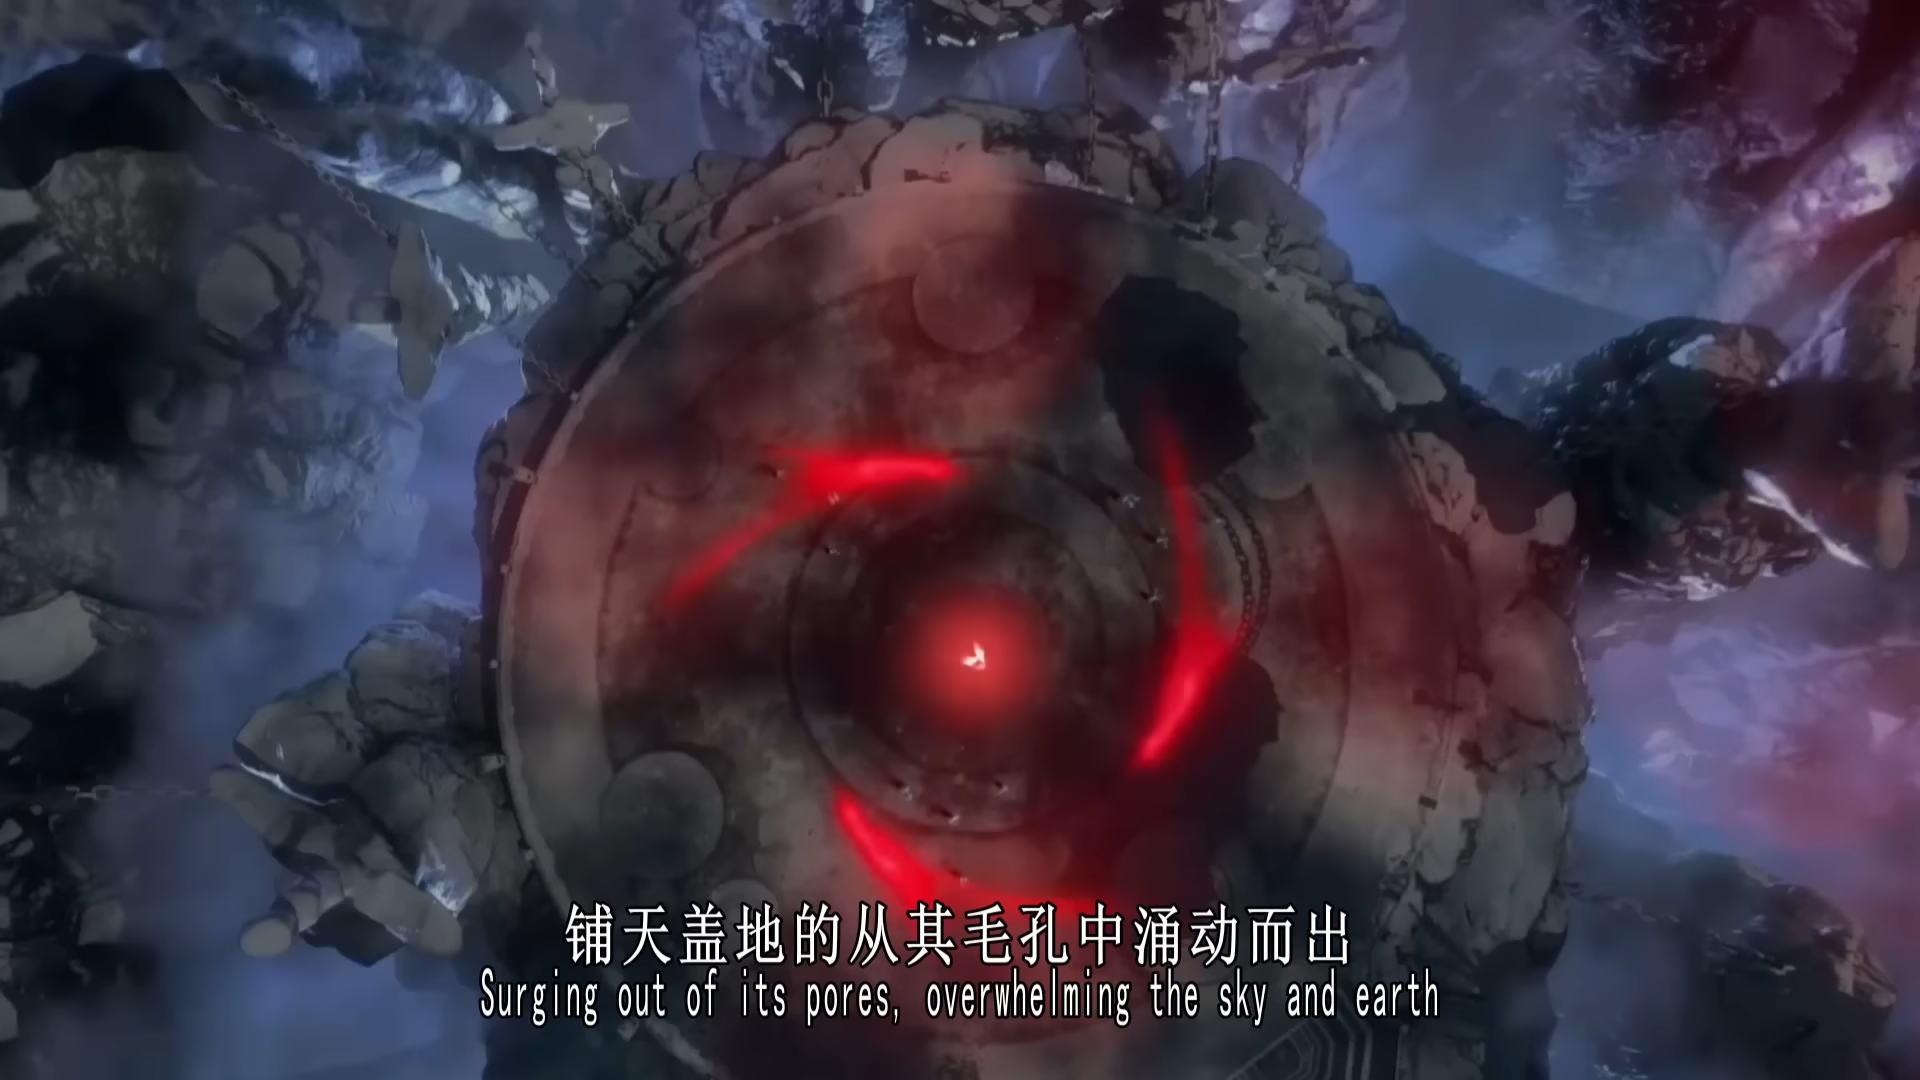 铺天盖地的从其毛孔中涌动而出
Surging out of its pores, overwhelming the sky and earth